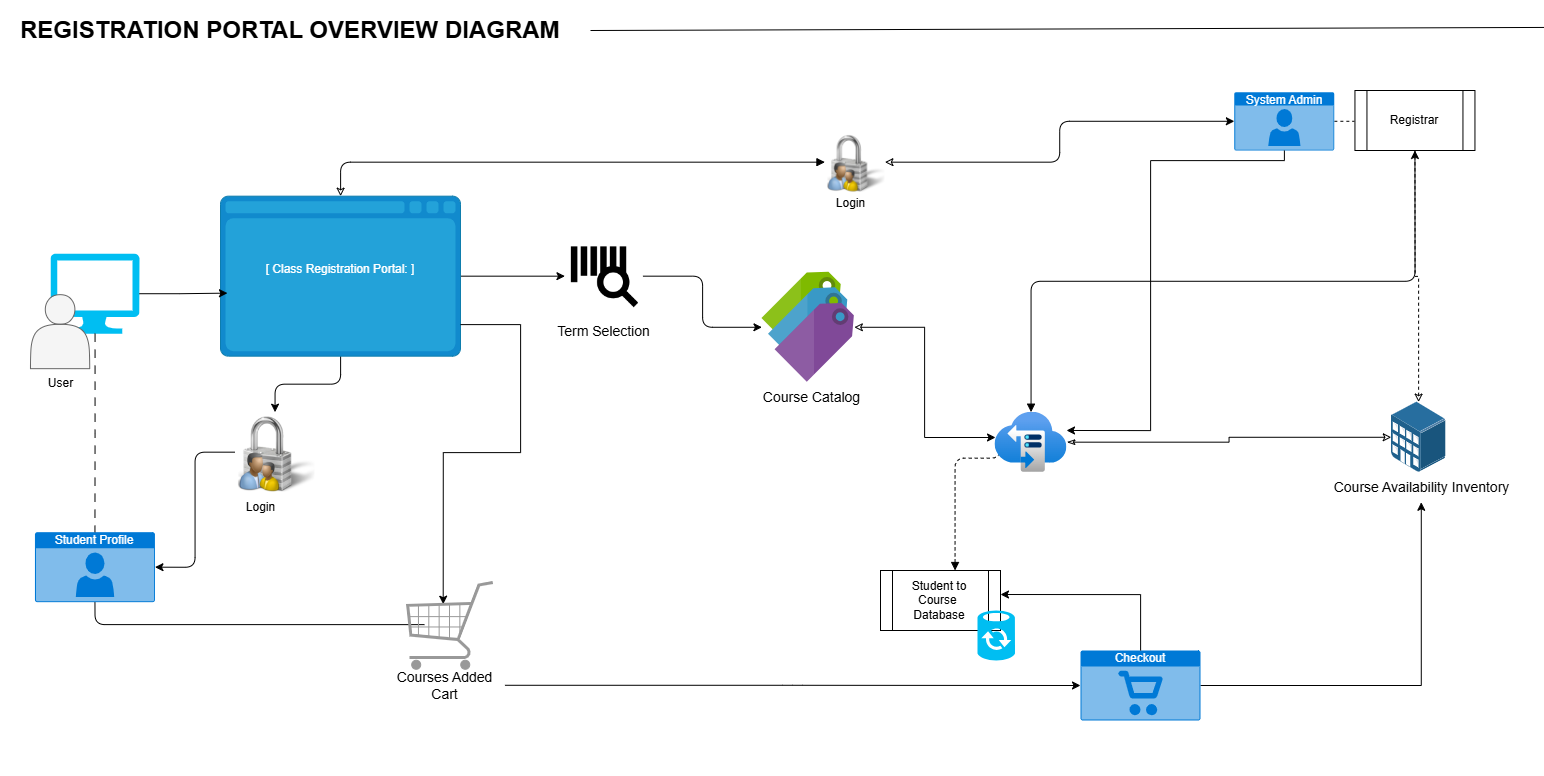 REGISTRATION PORTAL OVERVIEW DIAGRAM
System Admin
Registrar
Login
[ Class Registration Portal: ]
Term Selection
User
Course Catalog
Course Availability Inventory
Login
Student Profile
Student to
Course
Database
Checkout
Courses Added
Cart